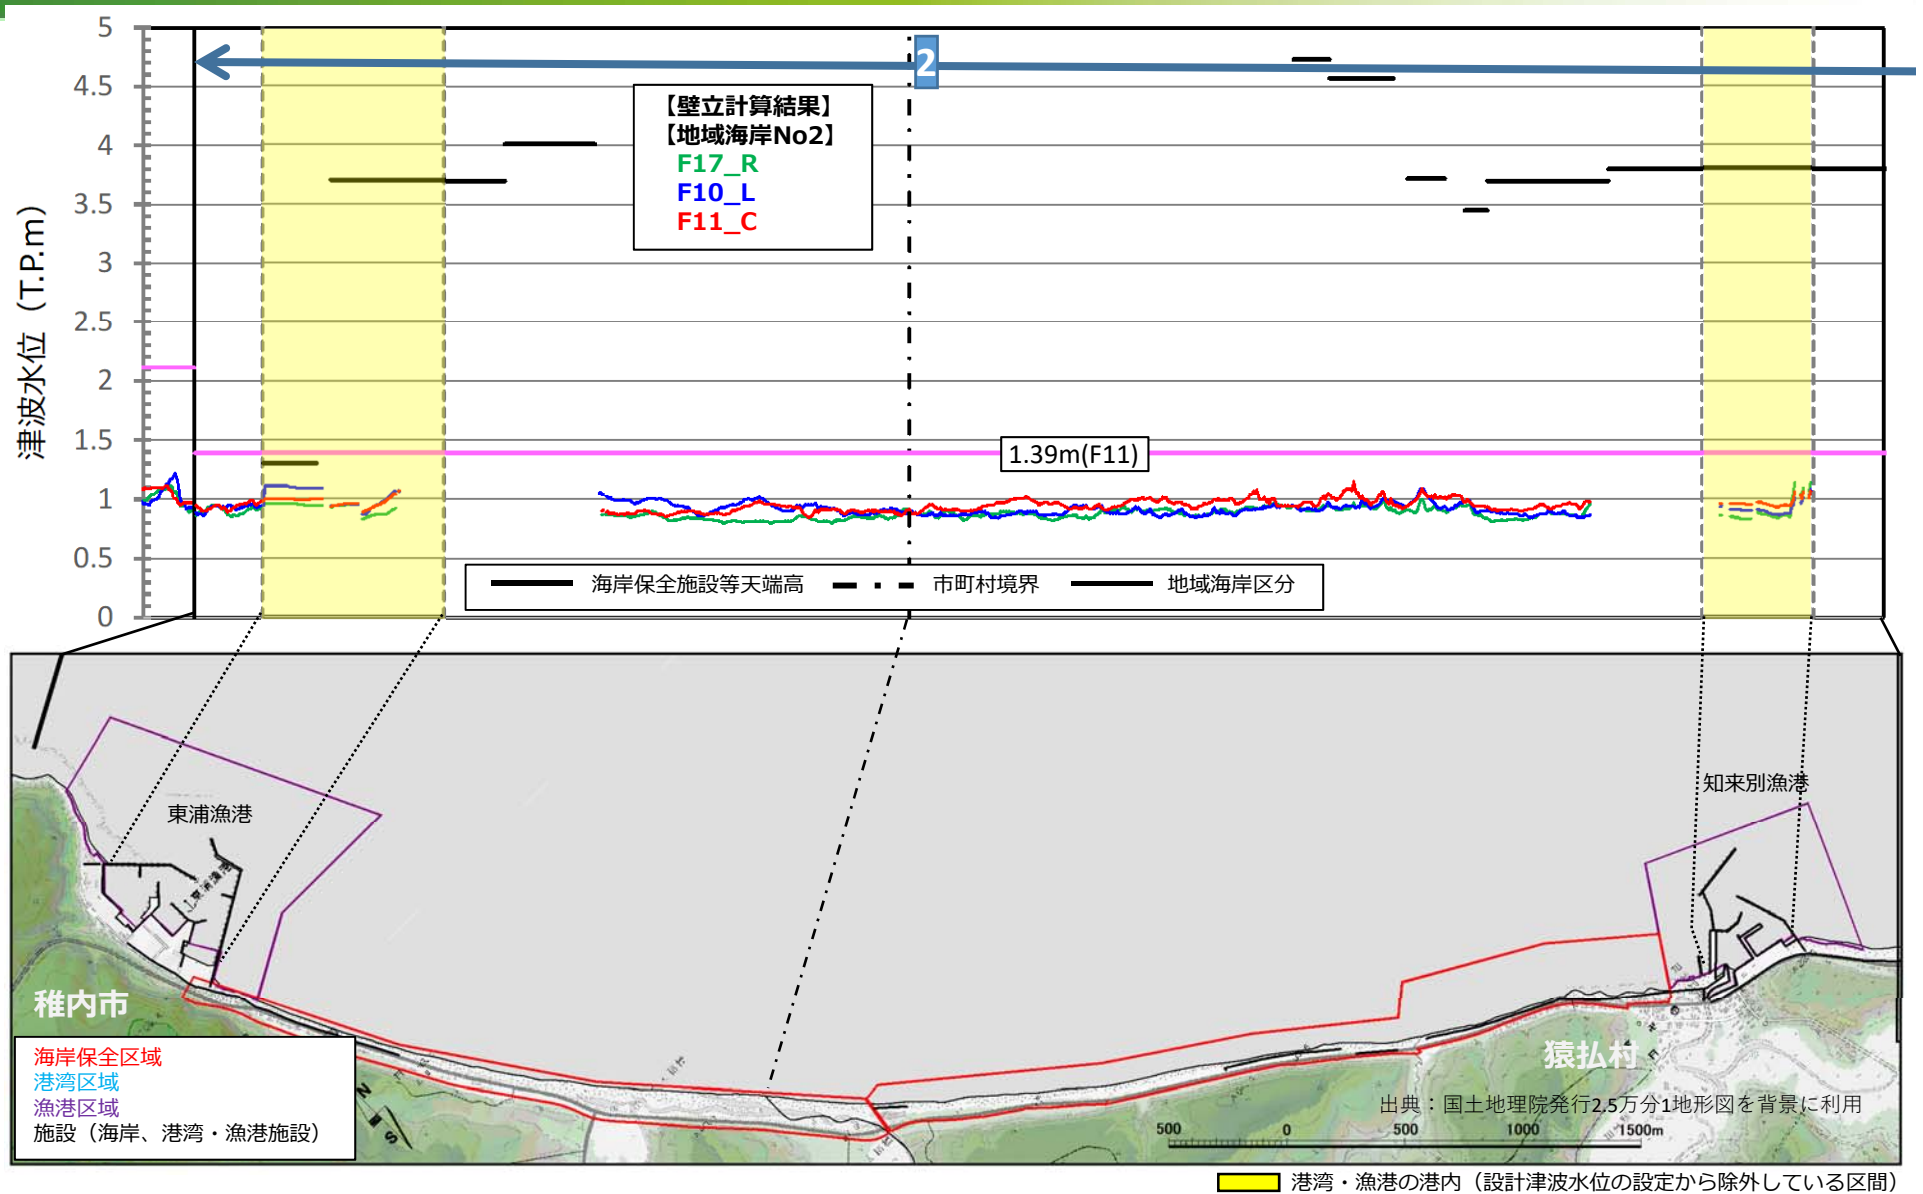 5
4.5
4
3.5
3
2.5
2
1.5
1
0.5
0
津波水位（T.P.m）
2
【壁立計算結果】
【地域海岸No2】
F17_R
F10_L
F11_C
1.39m(F11)
海岸保全施設等天端高
市町村境界
地域海岸区分
東浦漁港
知来別漁港
稚内市
猿払村
海岸保全区域
港湾区域
漁港区域
施設（海岸、港湾・漁港施設）
N
S
出典：国土地理院発行2.5万分1地形図を背景に利用
500 0 500 1000 1500m
港湾・漁港の港内（設計津波水位の設定から除外している区間）